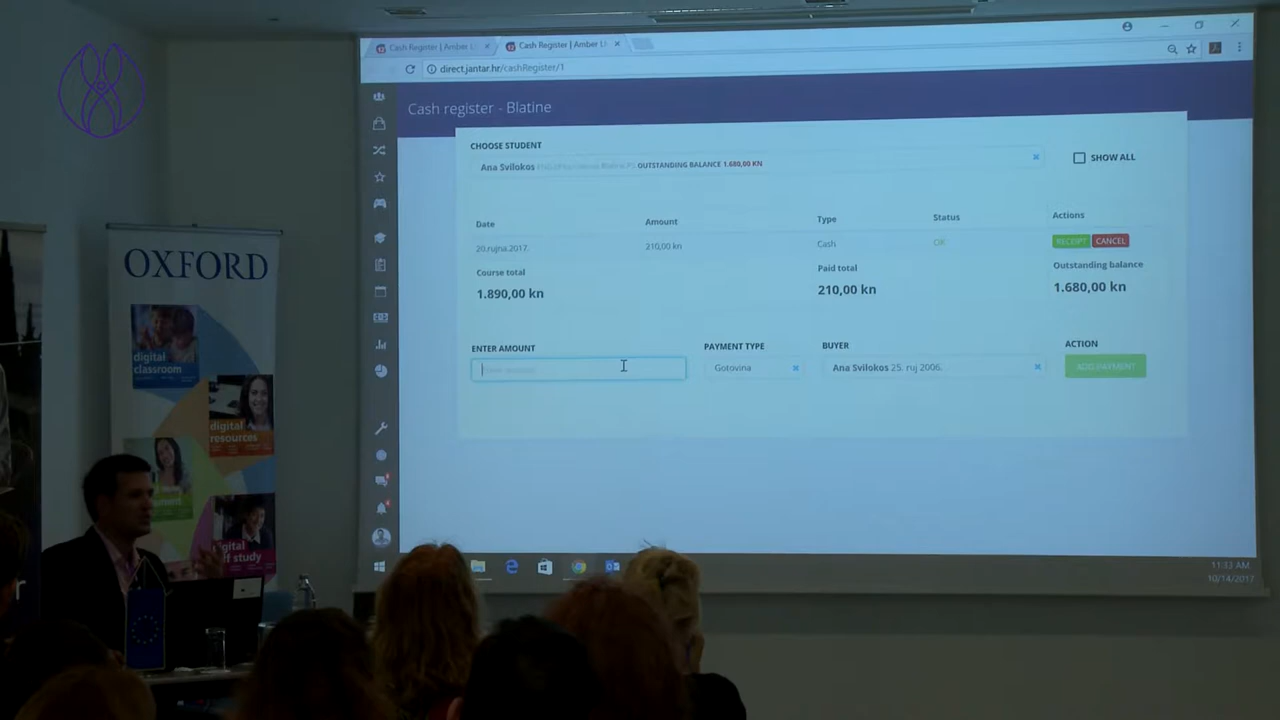 Cash Register | Amber
Cash Register | Amber
direct.jantar.hr/cashRegister/1
Cash register - Blatine
CHOOSE STUDENT
Ana Svilokos
OUTSTANDING BALANCE 1.680,00 KN
SHOW ALL
Date Amount Type Status Actions
20.rujna.2017. 210,00 kn Cash OK RECEIPT CANCEL
Course total Paid total Outstanding balance
1.890,00 kn 210,00 kn 1.680,00 kn
ENTER AMOUNT PAYMENT TYPE BUYER ACTION
Gotovina Ana Svilokos 25. ruj 2006. ADD PAYMENT
11:33 AM
10/14/2017
OXFORD
digital
classroom
digital
resources
digital
self study